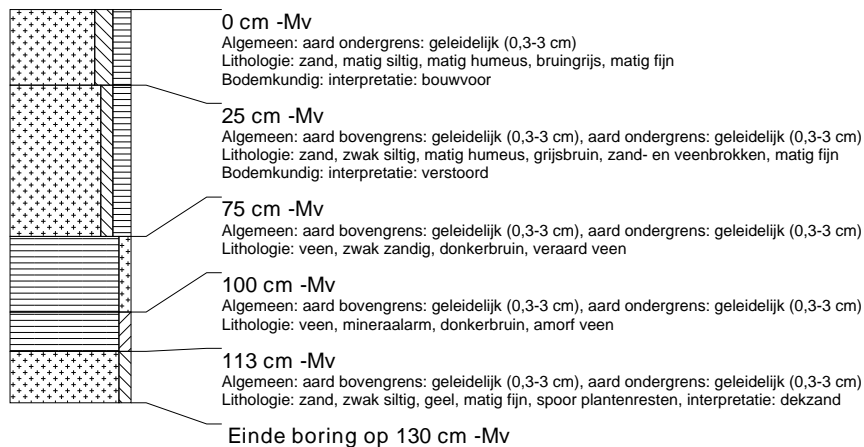 0 cm -Mv
Algemeen: aard ondergrens: geleidelijk (0,3-3 cm)
Lithologie: zand, matig siltig, matig humeus, bruingrijs, matig fijn
Bodemkundig: interpretatie: bouwvoor
25 cm -Mv
Algemeen: aard bovengrens: geleidelijk (0,3-3 cm), aard ondergrens: geleidelijk (0,3-3 cm)
Lithologie: zand, zwak siltig, matig humeus, grijsbruin, zand- en veenbrokken, matig fijn
Bodemkundig: interpretatie: verstoord
75 cm -Mv
Algemeen: aard bovengrens: geleidelijk (0,3-3 cm), aard ondergrens: geleidelijk (0,3-3 cm)
Lithologie: veen, zwak zandig, donkerbruin, veraard veen
100 cm -Mv
Algemeen: aard bovengrens: geleidelijk (0,3-3 cm), aard ondergrens: geleidelijk (0,3-3 cm)
Lithologie: veen, mineraalarm, donkerbruin, amorf veen
113 cm -Mv
Algemeen: aard bovengrens: geleidelijk (0,3-3 cm), aard ondergrens: geleidelijk (0,3-3 cm)
Lithologie: zand, zwak siltig, geel, matig fijn, spoor plantenresten, interpretatie: dekzand
Einde boring op 130 cm -Mv